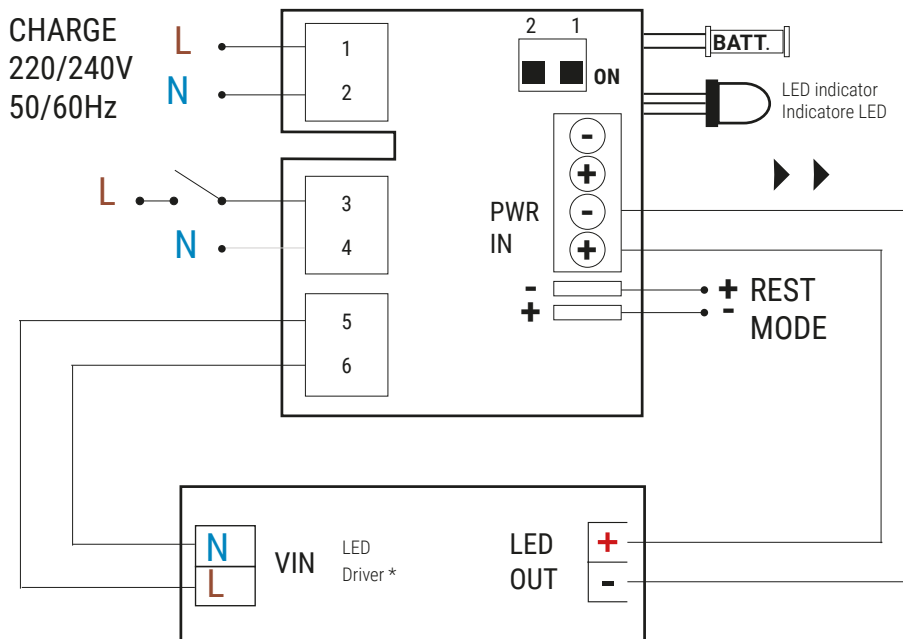 CHARGE
220/240V
50/60Hz
L
N
1
2
2 1
ON
BATT.
LED indicator
Indicatore LED
L
N
3
4
PWR
IN
-
+
-
+
- + REST
+ - MODE
5
6
N
L
VIN
LED
Driver *
LED
OUT
+
-